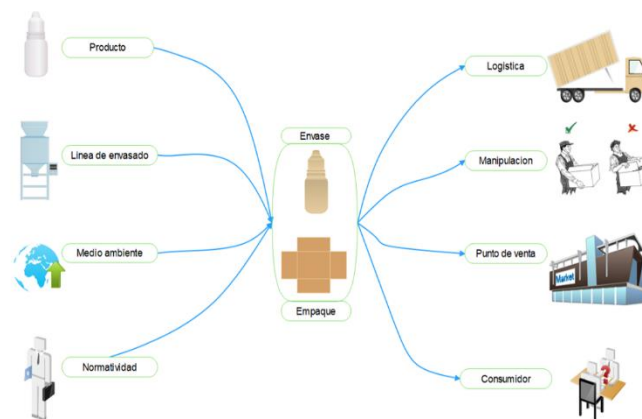 Producto
Linea de envasado
Medio ambiente
Normatividad
Envase
Empaque
Logistica
Manipulacion
Punto de venta
Market
Consumidor